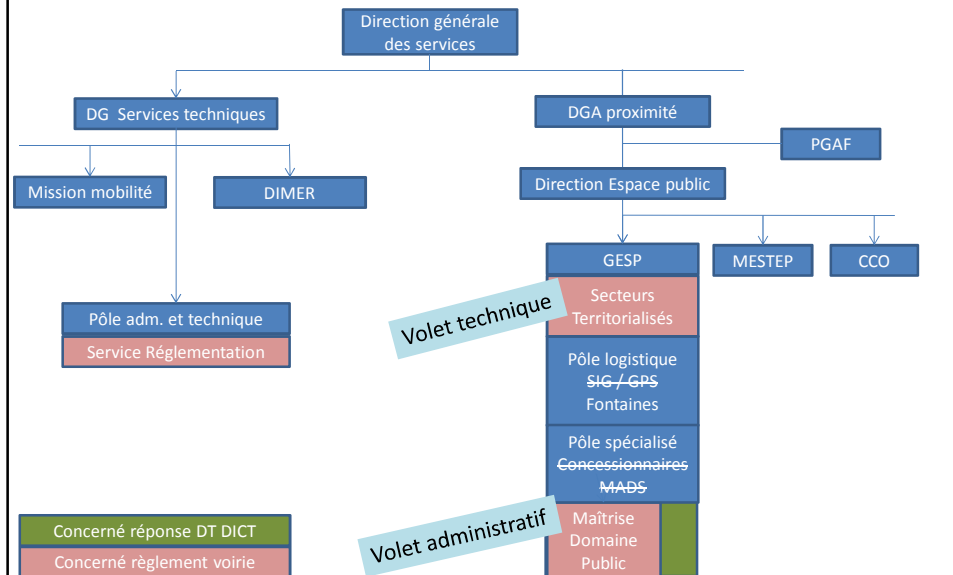 Direction générale
des services
DG Services techniques
DGA proximité
PGAF
Mission mobilité
DIMER
Direction Espace public
GESP
MESTEP
CCO
Secteurs
Territorialisés
Volet technique
Pôle adm. et technique
Service Réglementation
Pôle logistique
SIG / GPS
Fontaines
Pôle spécialisé
Concessionnaires
MADS
Volet administratif
Maîtrise
Domaine
Public
Concerné réponse DT DICT
Concerné règlement voirie